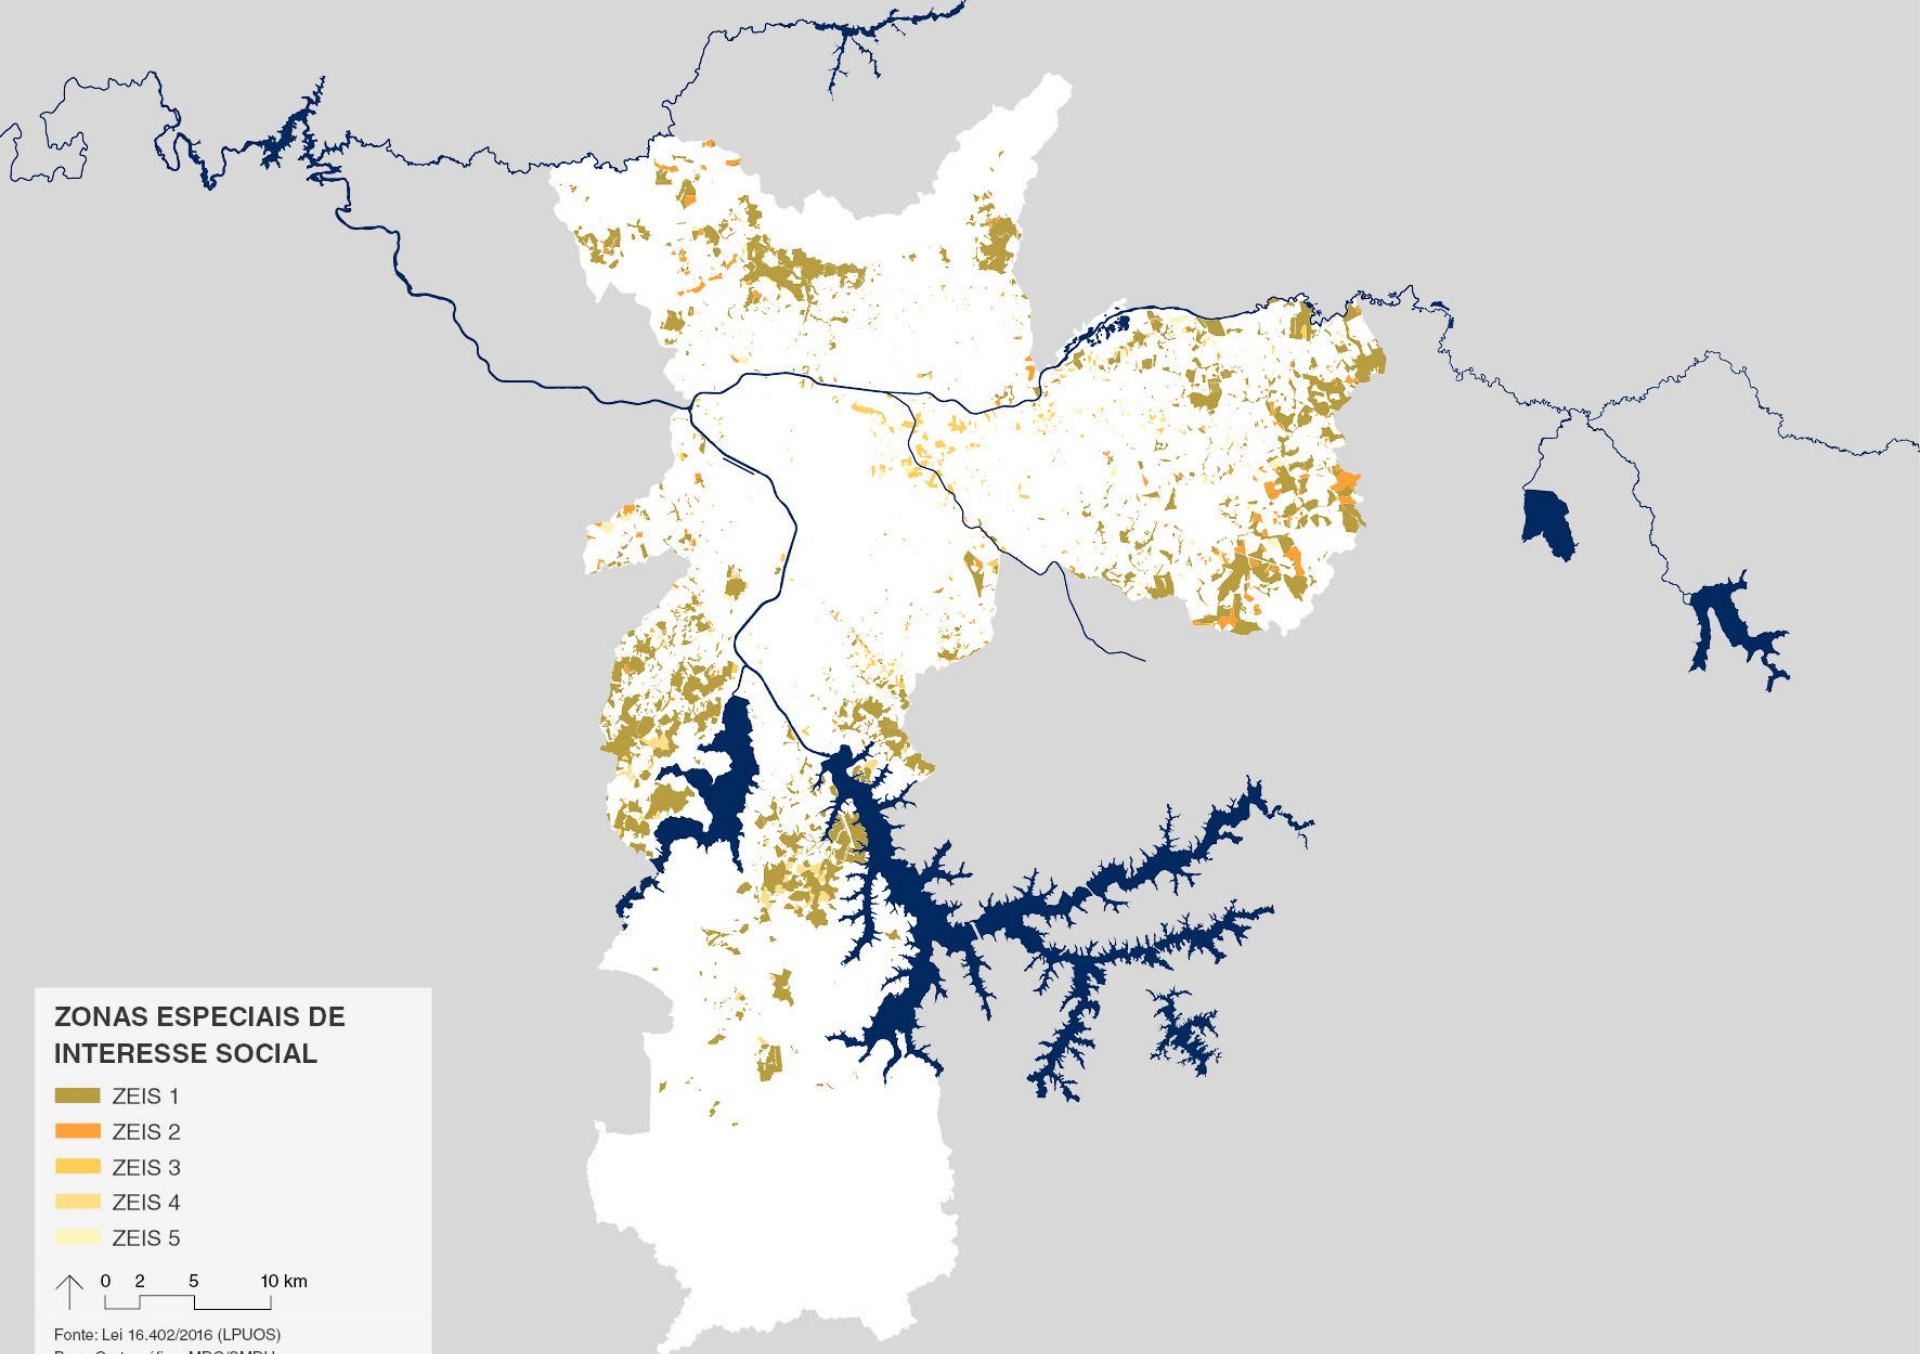 ZONAS ESPECIAIS DE
INTERESSE SOCIAL
ZEIS 1
ZEIS 2
ZEIS 3
ZEIS 4
ZEIS 5
0 2 5 10 km
Fonte: Lei 16.402/2016 (LPUOS)